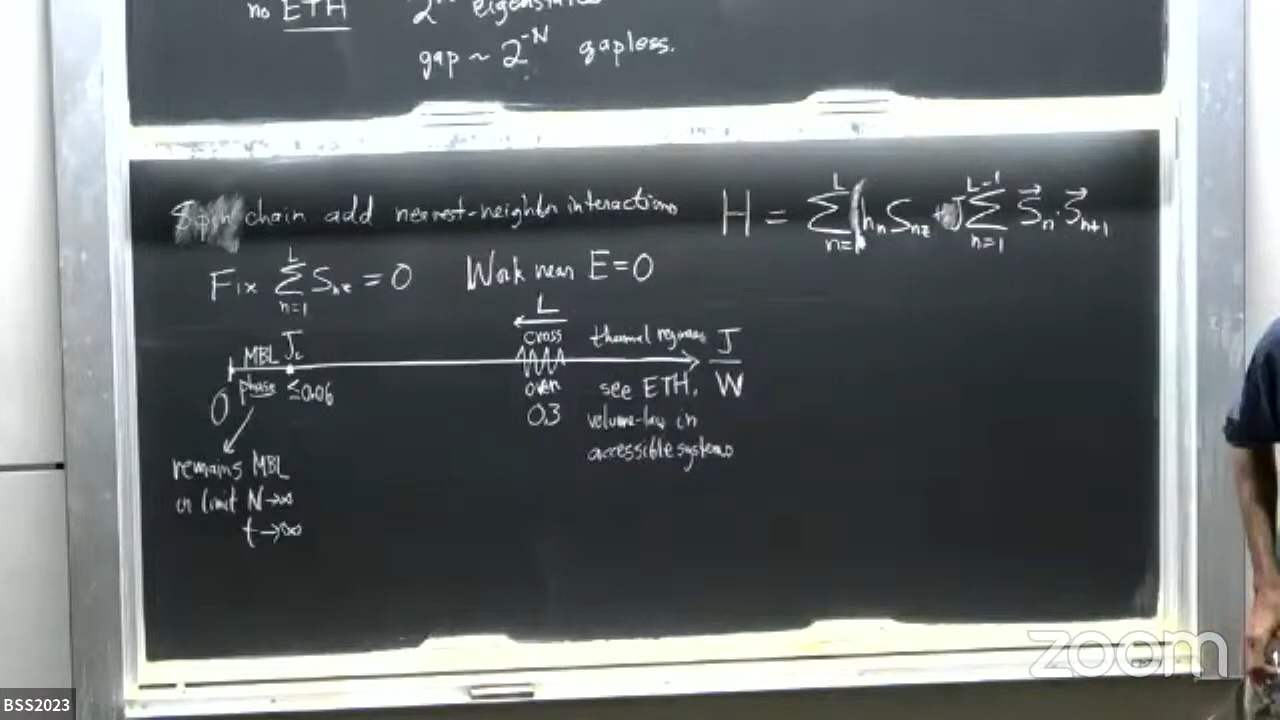 no ETH
gap ~ 2^-N gapless.
Spin chain add nearest-neighbor interactions
H = Σ_{n=1}^{L} h_n S_{nz} + J Σ_{n=1}^{L-1} S⃗_n · S⃗_{n+1}
Fix Σ_{n=1}^{L} S_{nz} = 0 Work near E=0
L
MBL J_c cross thermal regime J/W
0 phase ≤0.06 over see ETH,
0.3 volume-law in
accessible systems
remains MBL
in limit N→∞
t→∞
zoom
BSS2023